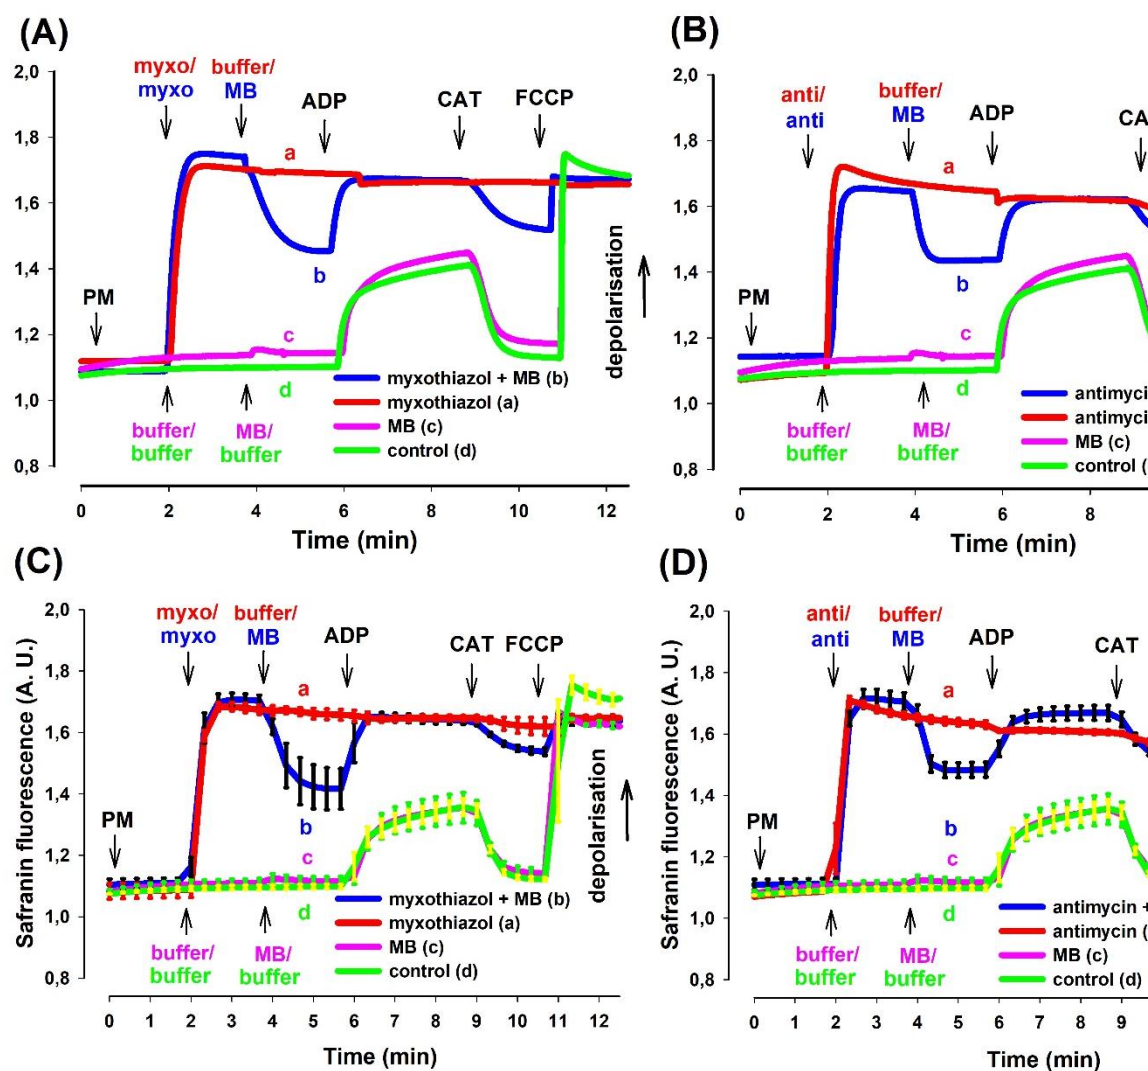 (A)
myxo/ buffer/
myxo MB ADP CAT FCCP
2,0
1,8
1,6
1,4
1,2
1,0
0,8
a
b
c
d
PM
depolarisation
myxothiazol + MB (b)
myxothiazol (a)
MB (c)
control (d)
buffer/ MB/
buffer buffer
0 2 4 6 8 10 12
Time (min)
(B)
anti/ buffer/
anti MB ADP CA
2,0
1,8
1,6
1,4
1,2
1,0
0,8
a
b
c
d
PM
antimycin
antimycin
MB (c)
control (
buffer/ MB/
buffer buffer
0 2 4 6 8
Time (min)
(C)
Safranin fluorescence (A. U.)
myxo/ buffer/
myxo MB ADP CAT FCCP
2,0
1,8
1,6
1,4
1,2
1,0
0,8
a
b
c
d
PM
depolarisation
myxothiazol + MB (b)
myxothiazol (a)
MB (c)
control (d)
buffer/ MB/
buffer buffer
0 1 2 3 4 5 6 7 8 9 10 11 12
Time (min)
(D)
Safranin fluorescence (A. U.)
anti/ buffer/
anti MB ADP CAT
2,0
1,8
1,6
1,4
1,2
1,0
0,8
a
b
c
d
PM
antimycin +
antimycin (
MB (c)
control (d)
buffer/ MB/
buffer buffer
0 1 2 3 4 5 6 7 8 9
Time (min)